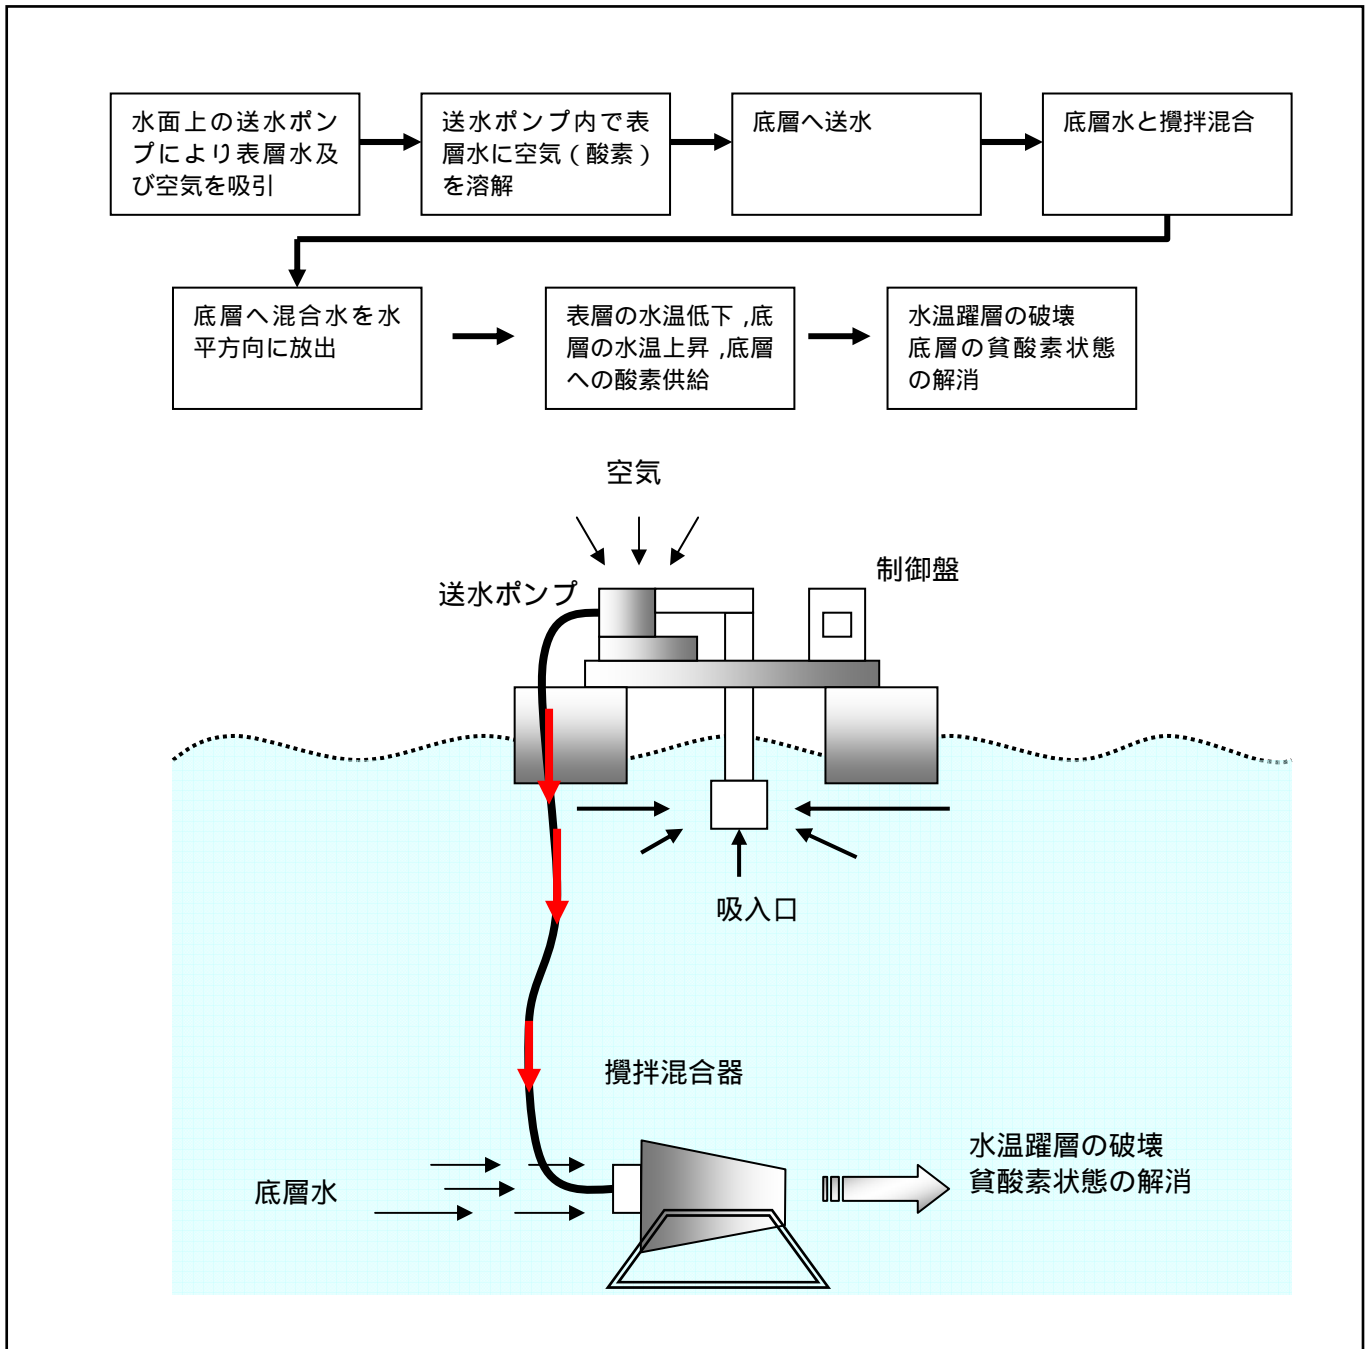 水面上の送水ポン
プにより表層水及
び空気を吸引
送水ポンプ内で表
層水に空気（酸素）
を溶解
底層へ送水
底層水と攪拌混合
底層へ混合水を水
平方向に放出
表層の水温低下，底
層の水温上昇，底層
への酸素供給
水温躍層の破壊
底層の貧酸素状態
の解消
空気
送水ポンプ
制御盤
吸入口
攪拌混合器
底層水
水温躍層の破壊
貧酸素状態の解消